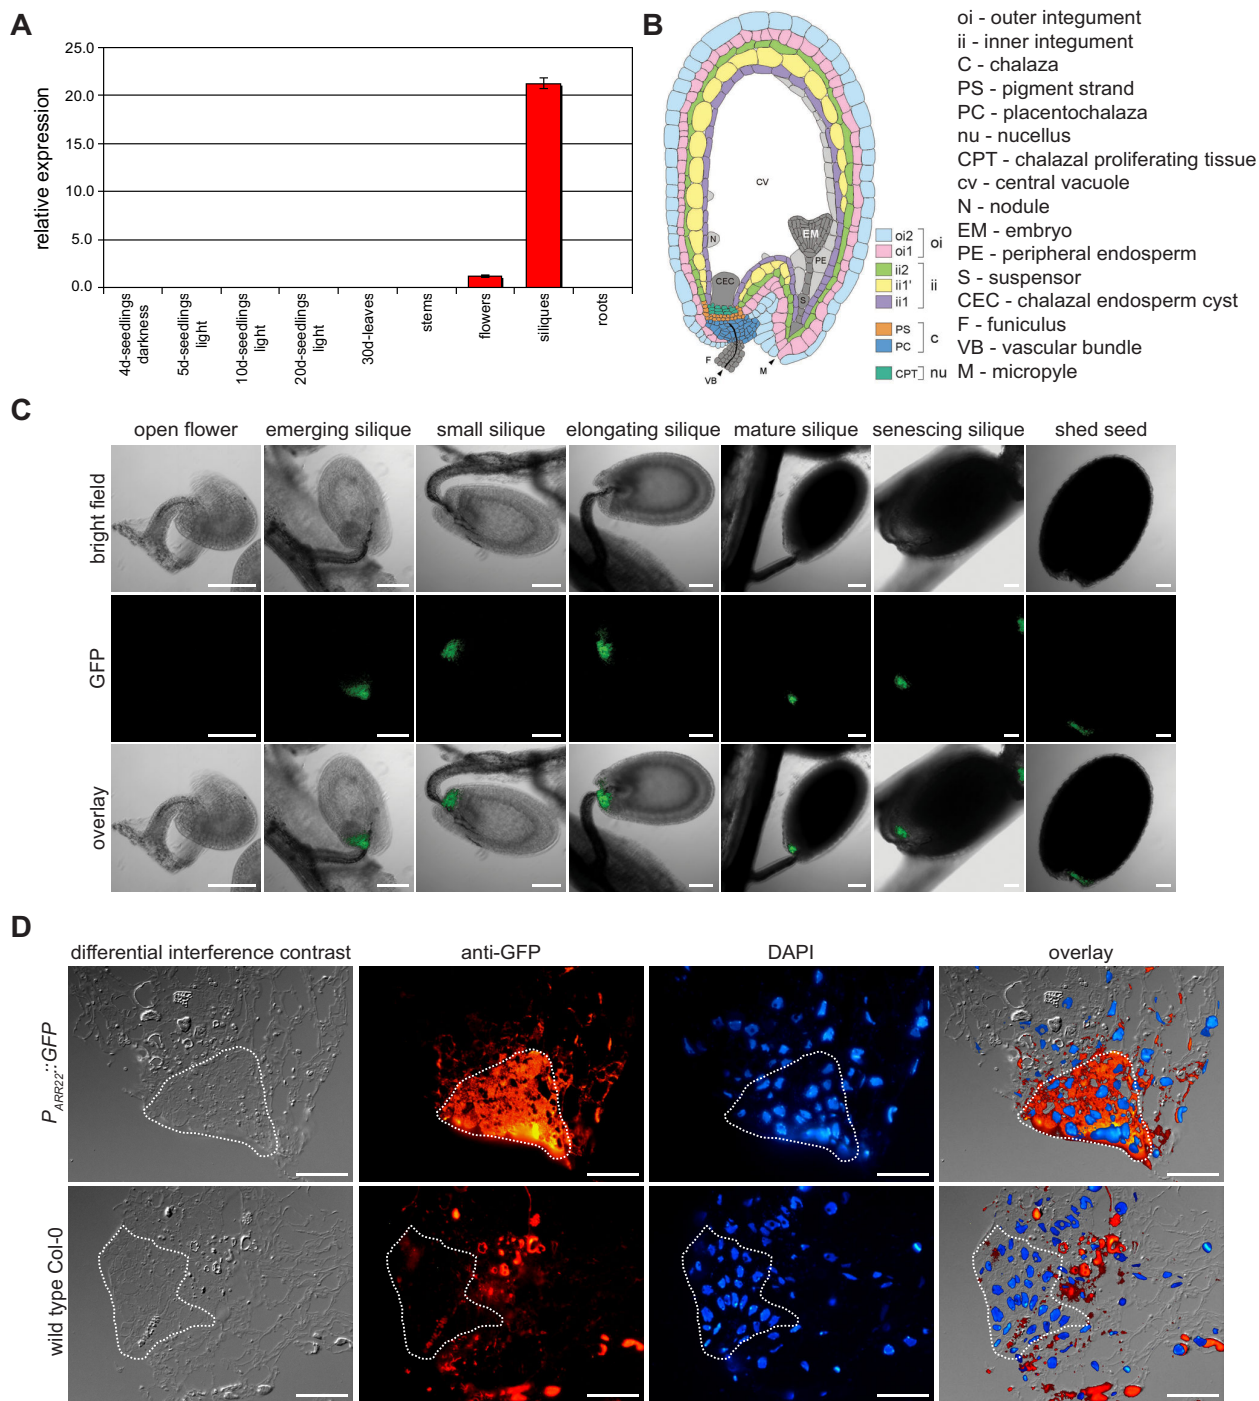 A
25.0
20.0
15.0
10.0
5.0
0.0
relative expression
4d-seedlings darkness
5d-seedlings light
10d-seedlings light
20d-seedlings light
30d-leaves
stems
flowers
siliques
roots
B
CV
N
EM
PE
CEC
S
F
VB
M
oi2
oi1
oi
ii2
ii1'
ii1
ii
PS
PC
C
CPT
nu
oi - outer integument
ii - inner integument
C - chalaza
PS - pigment strand
PC - placentochalaza
nu - nucellus
CPT - chalazal proliferating tissue
cv - central vacuole
N - nodule
EM - embryo
PE - peripheral endosperm
S - suspensor
CEC - chalazal endosperm cyst
F - funiculus
VB - vascular bundle
M - micropyle
C
open flower emerging silique small silique elongating silique mature silique senescing silique shed seed
bright field
GFP
overlay
D
differential interference contrast anti-GFP DAPI overlay
P ARR22::GFP
wild type Col-0